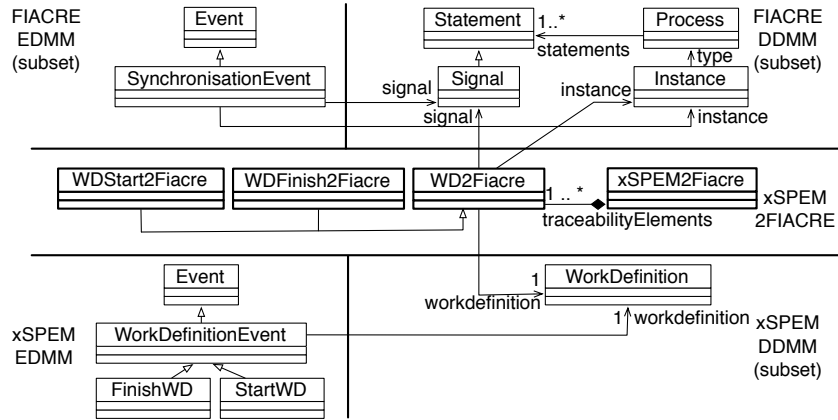 FIACRE
EDMM
(subset)
Event
SynchronisationEvent
Statement
1..*
statements
Process
type
Signal
signal
signal
instance
Instance
instance
FIACRE
DDMM
(subset)
WDStart2Fiacre
WDFinish2Fiacre
WD2Fiacre
1 .. *
traceabilityElements
xSPEM2Fiacre
xSPEM
2FIACRE
Event
WorkDefinitionEvent
FinishWD
StartWD
xSPEM
EDMM
1
workdefinition
WorkDefinition
1
workdefinition
xSPEM
DDMM
(subset)